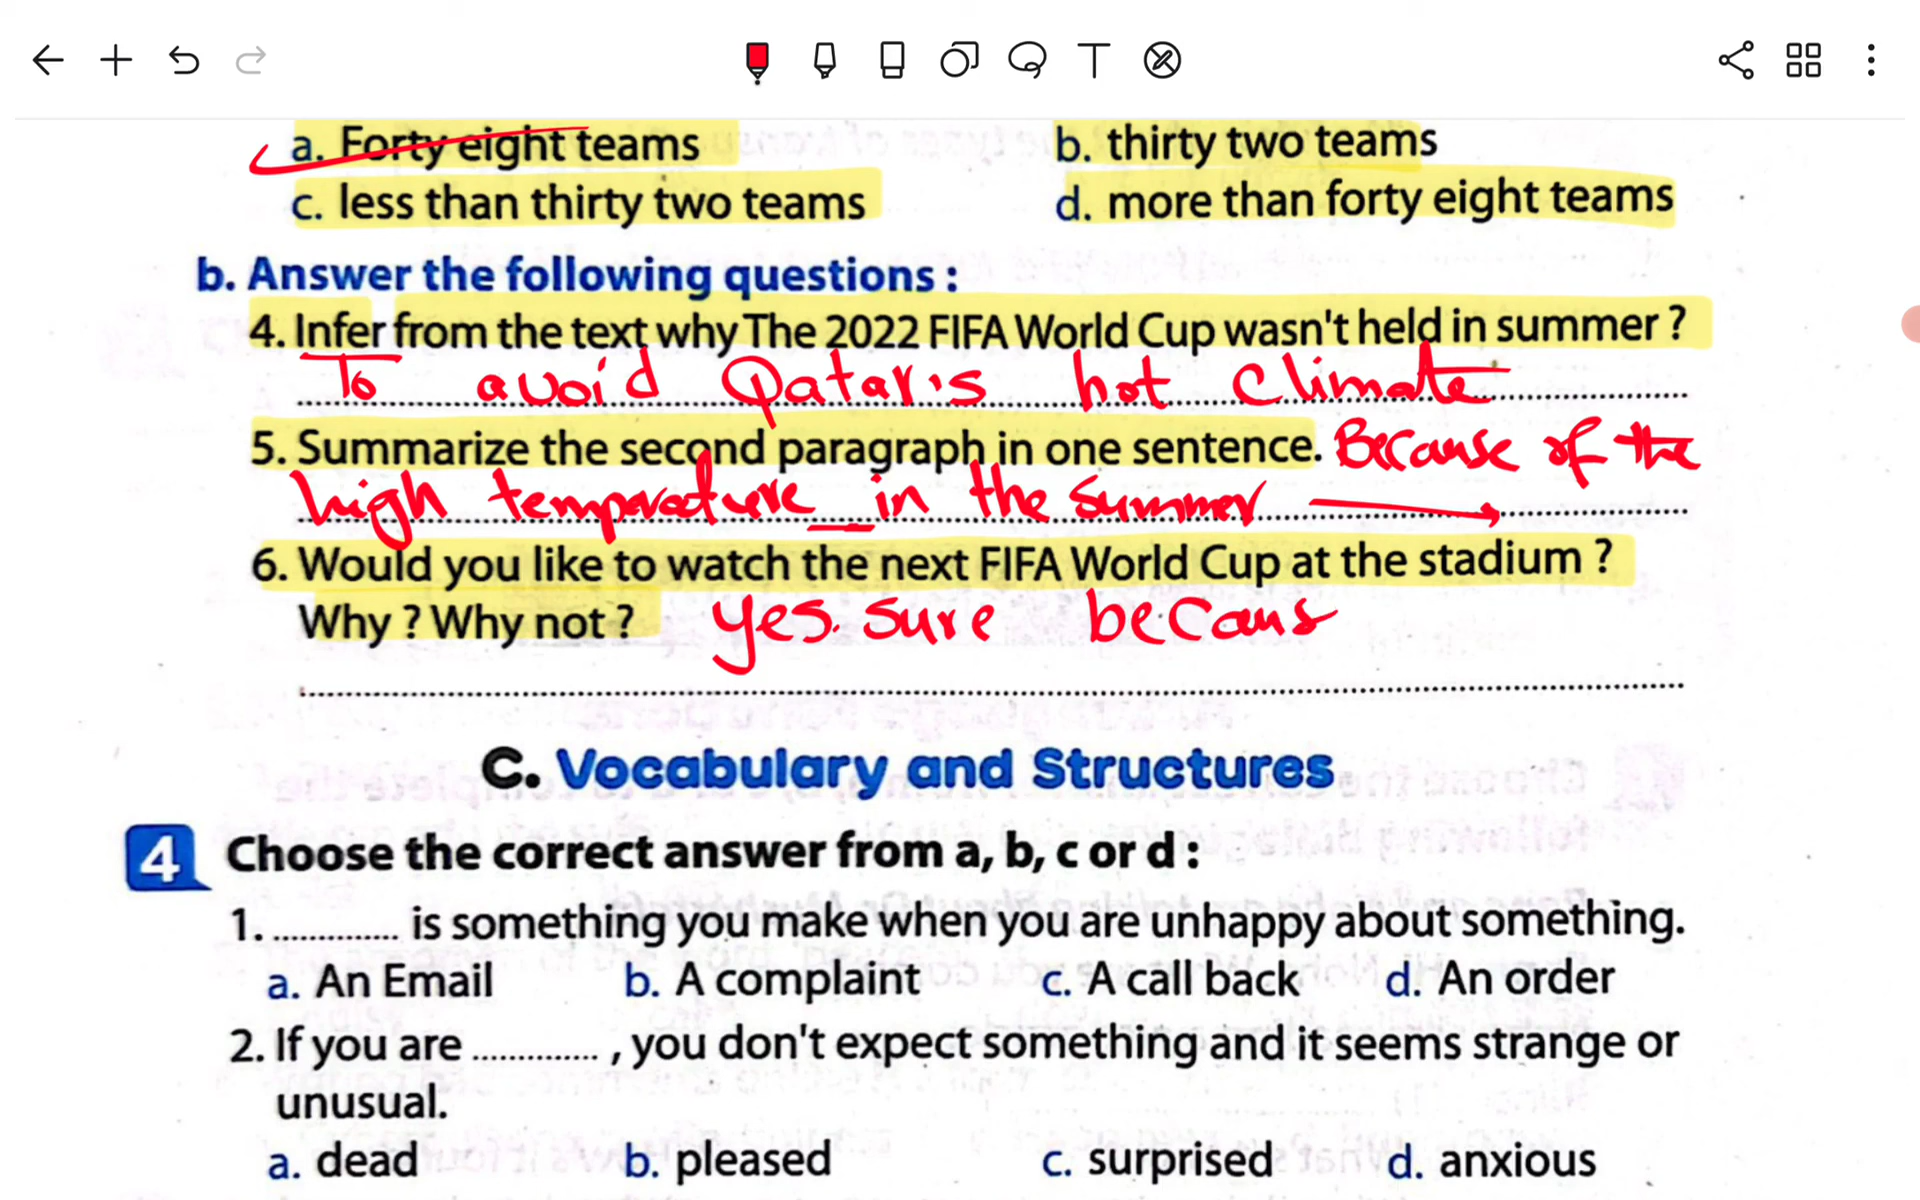 a. Forty eight teams b. thirty two teams
c. less than thirty two teams d. more than forty eight teams
b. Answer the following questions :
4. Infer from the text why The 2022 FIFA World Cup wasn't held in summer ?
To avoid Qatar's hot climate
5. Summarize the second paragraph in one sentence. Because of the
high temperature in the summer
6. Would you like to watch the next FIFA World Cup at the stadium ?
Why ? Why not ? yes. sure becaus
C. Vocabulary and Structures
4 Choose the correct answer from a, b, c or d :
1. ............. is something you make when you are unhappy about something.
a. An Email b. A complaint c. A call back d. An order
2. If you are ............. , you don't expect something and it seems strange or
unusual.
a. dead b. pleased c. surprised d. anxious